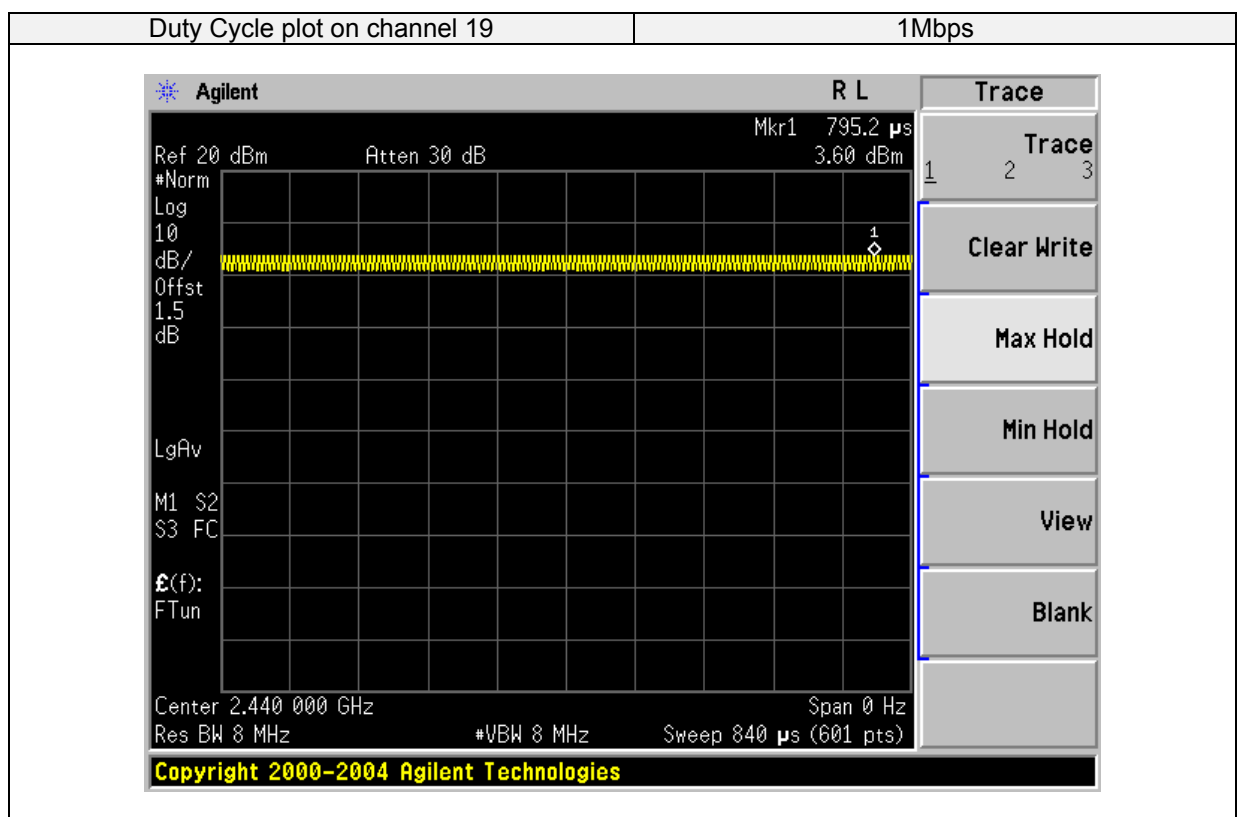 Duty Cycle plot on channel 19 1Mbps
Agilent R L Trace
Mkr1 795.2 µs
Ref 20 dBm Atten 30 dB 3.60 dBm
#Norm
Log
10
dB/
Offst
1.5
dB
LgAv
M1 S2
S3 FC
£(f):
FTun
1
Center 2.440 000 GHz Span 0 Hz
Res BW 8 MHz #VBW 8 MHz Sweep 840 µs (601 pts)
Trace
1 2 3
Clear Write
Max Hold
Min Hold
View
Blank
Copyright 2000-2004 Agilent Technologies